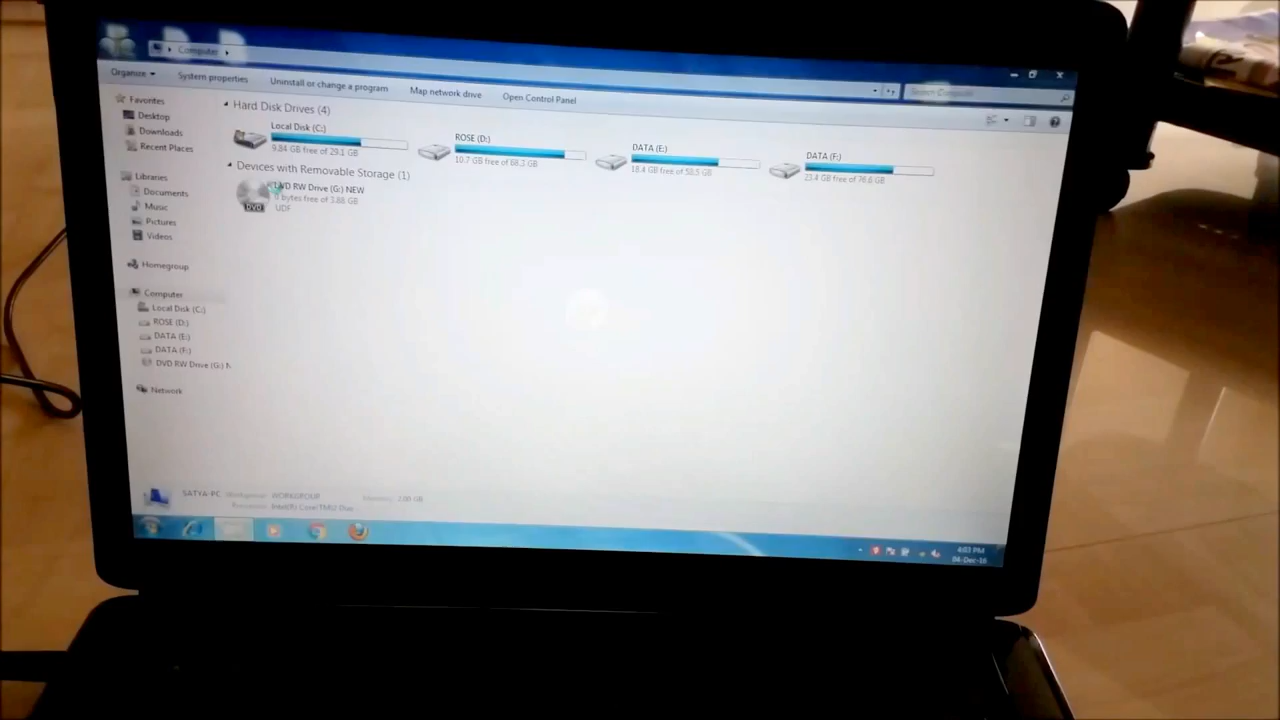 Computer
Search Computer
Organize
System properties
Uninstall or change a program
Map network drive
Open Control Panel
Favorites
Desktop
Downloads
Recent Places
Libraries
Documents
Music
Pictures
Videos
Homegroup
Computer
Local Disk (C:)
ROSE (D:)
DATA (E:)
DATA (F:)
DVD RW Drive (G:) N
Network
Hard Disk Drives (4)
Local Disk (C:)
9.84 GB free of 29.1 GB
ROSE (D:)
10.7 GB free of 68.3 GB
DATA (E:)
18.4 GB free of 58.5 GB
DATA (F:)
23.4 GB free of 76.8 GB
Devices with Removable Storage (1)
DVD RW Drive (G:) NEW
0 bytes free of 3.88 GB
UDF
DVD
SATYA-PC
Workgroup: WORKGROUP
Memory: 2.00 GB
Processor: Intel(R) Core(TM)2 Duo
4:03 PM
04-Dec-16